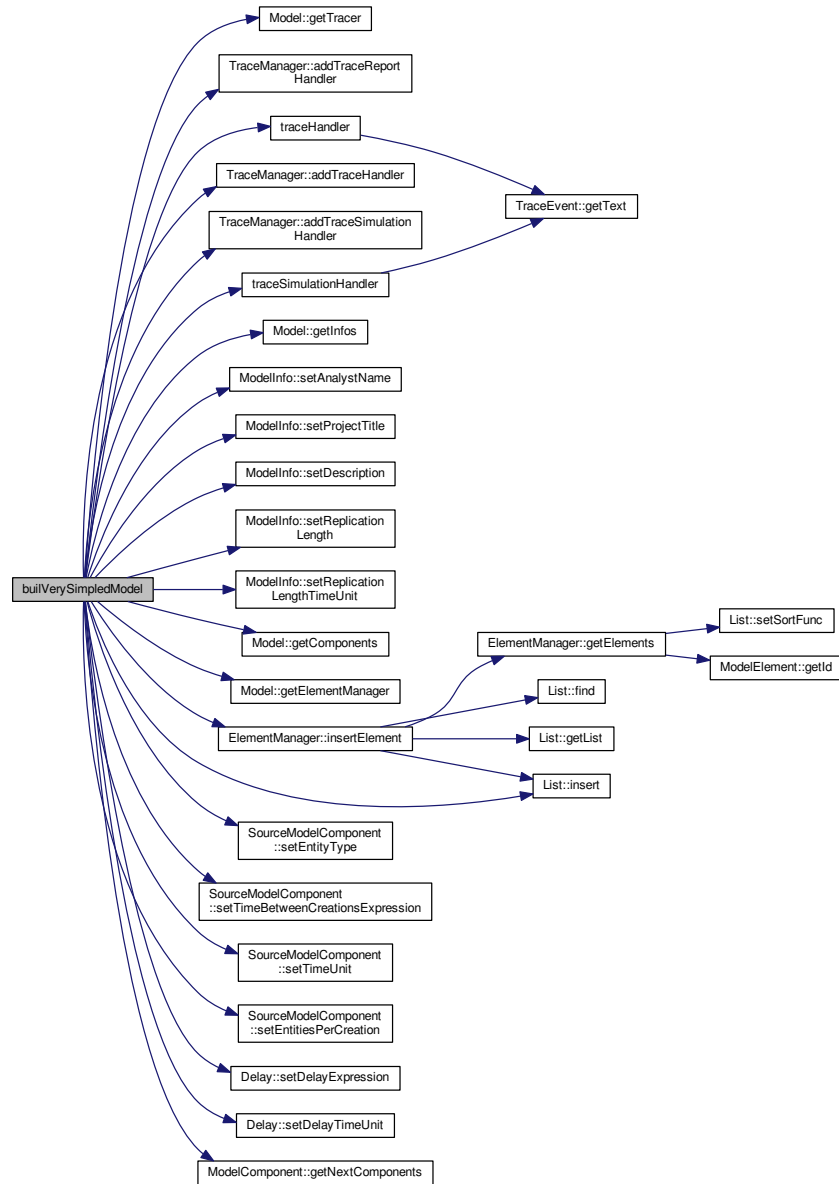 Model::getTracer
TraceManager::addTraceReport
Handler
traceHandler
TraceManager::addTraceHandler
TraceEvent::getText
TraceManager::addTraceSimulation
Handler
traceSimulationHandler
Model::getInfos
ModelInfo::setAnalystName
ModelInfo::setProjectTitle
ModelInfo::setDescription
ModelInfo::setReplication
Length
builVerySimpledModel
ModelInfo::setReplication
LengthTimeUnit
Model::getComponents
ElementManager::getElements
List::setSortFunc
ModelElement::getId
Model::getElementManager
List::find
ElementManager::insertElement
List::getList
List::insert
SourceModelComponent
::setEntityType
SourceModelComponent
::setTimeBetweenCreationsExpression
SourceModelComponent
::setTimeUnit
SourceModelComponent
::setEntitiesPerCreation
Delay::setDelayExpression
Delay::setDelayTimeUnit
ModelComponent::getNextComponents